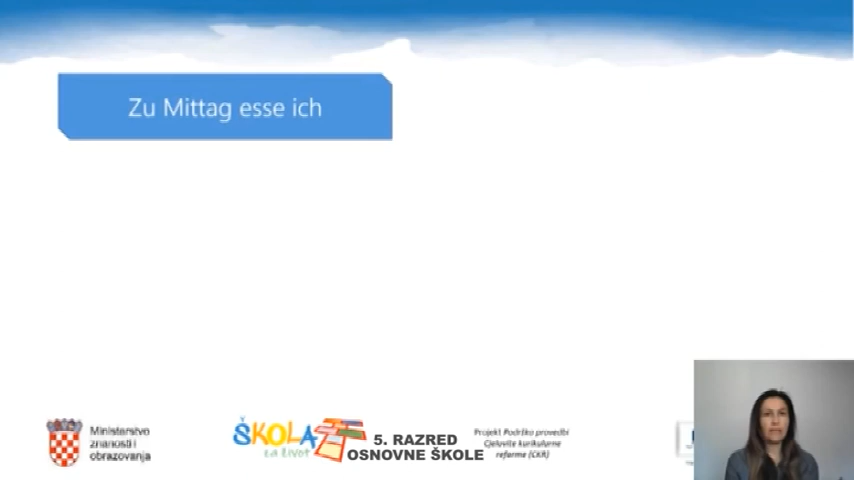 Zu Mittag esse ich
Ministarstvo
znanosti i
obrazovanja
ŠKOLA
za život
5. RAZRED
OSNOVNE ŠKOLE
Projekt Podrška provedbi
Cjelovite kurikularne
reforme (CKR)